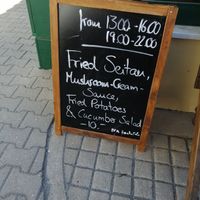 from 13.00 - 16.00
19.00 - 22.00
Fried Seitan,
Mushroom-Cream-
Sauce,
Fried Potatoes
& Cucumber Salad
- 10.-